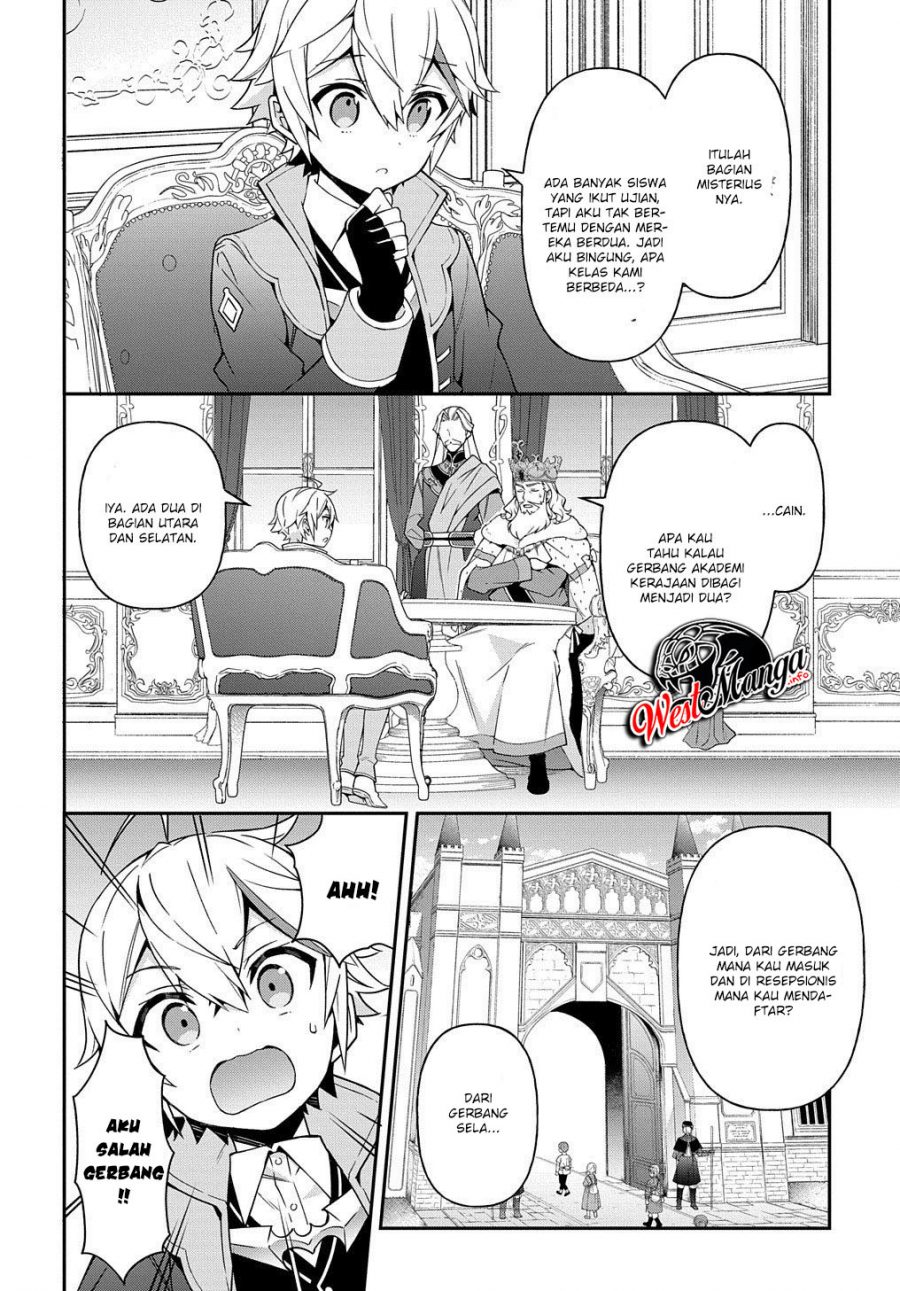 ITULAH
BAGIAN
MISTERIUS
NYA.
ADA BANYAK SISWA
YANG IKUT UJIAN,
TAPI AKU TAK BER-
TEMU DENGAN ME-
REKA BERDUA. JADI
AKU BINGUNG, APA
KELAS KAMI
BERBEDA...?
...CAIN.
APA KAU
TAHU KALAU
GERBANG AKADEMI
KERAJAAN DIBAGI
MENJADI DUA?
IYA. ADA DUA DI
BAGIAN UTARA
DAN SELATAN.
WestManga
.info
JADI, DARI GERBANG
MANA KAU MASUK
DAN DI RESEPSIONIS
MANA KAU MENDA-
FTAR?
DARI
GERBANG
SELA...
AHH!
AKU
SALAH
GERBANG
!!